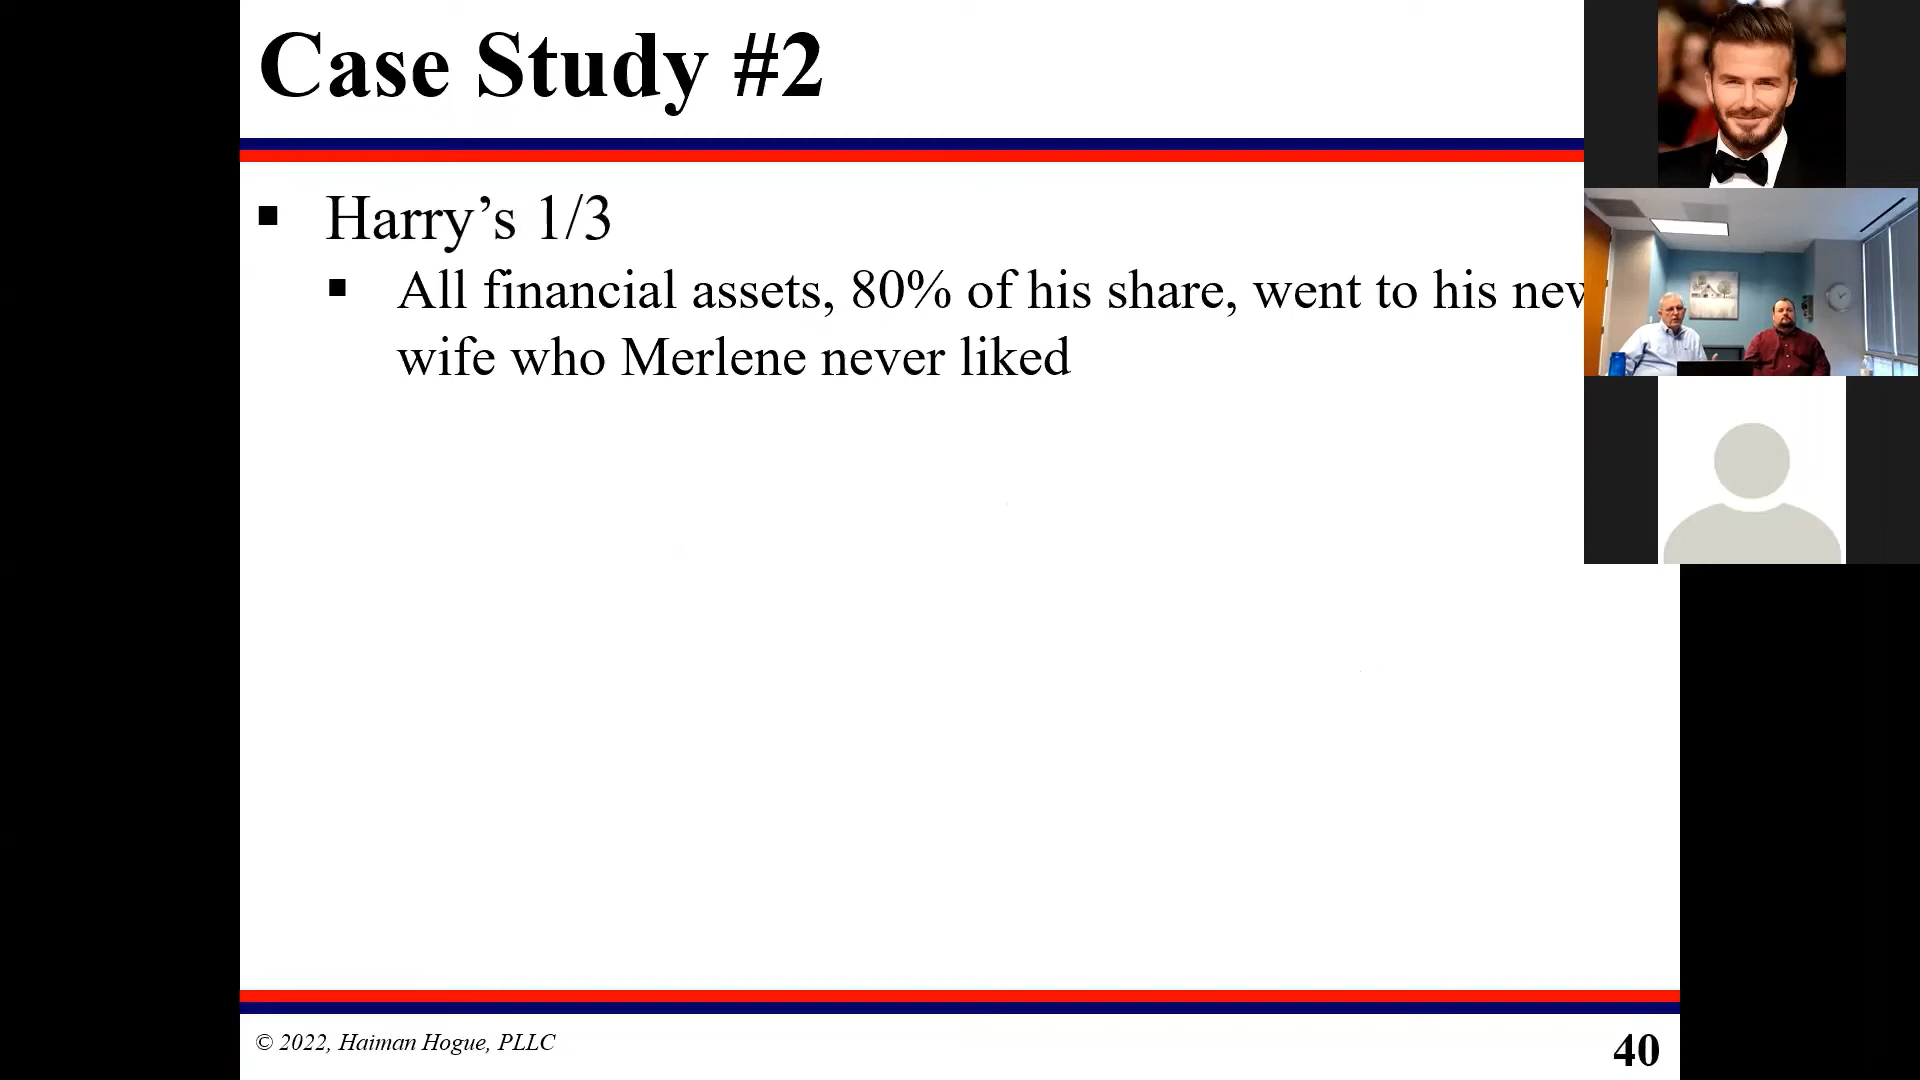 Case Study #2
▪ Harry’s 1/3
▪ All financial assets, 80% of his share, went to his
wife who Merlene never liked
© 2022, Haiman Hogue, PLLC
40